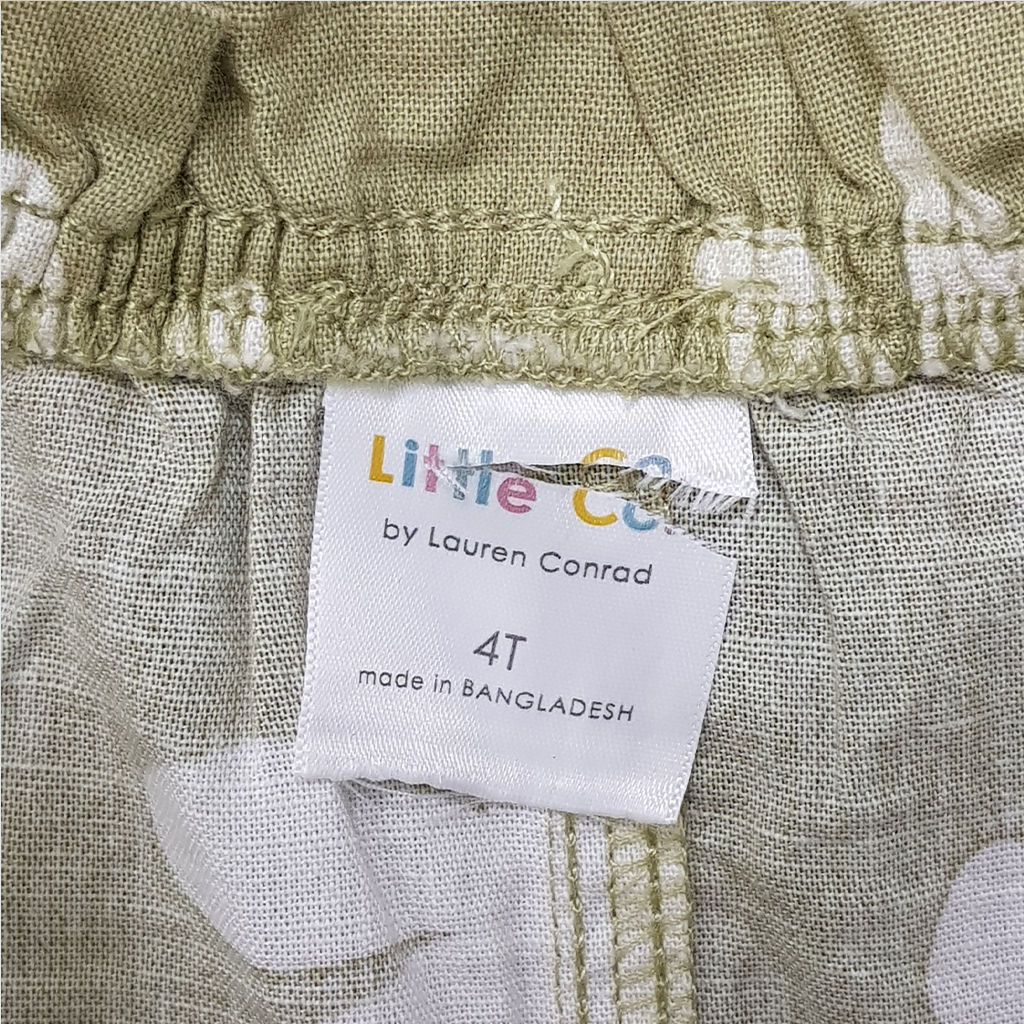 Little Co
by Lauren Conrad
4T
made in BANGLADESH